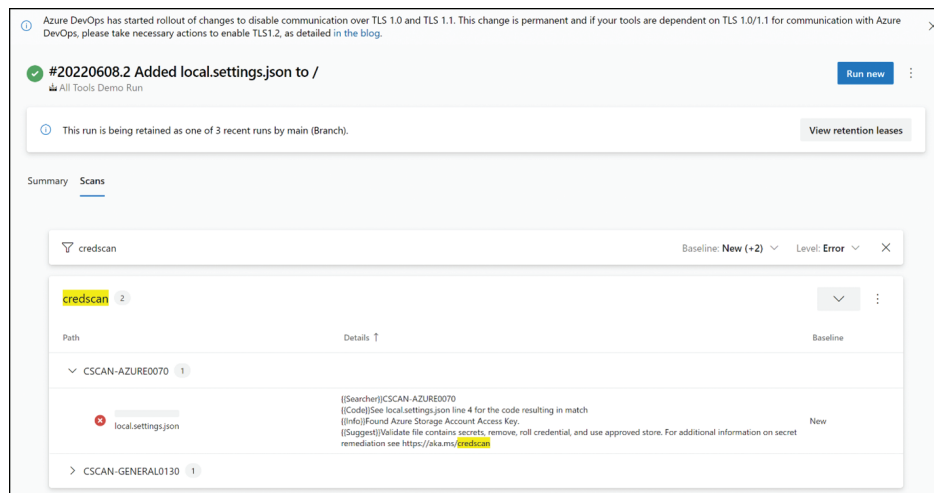 Azure DevOps has started rollout of changes to disable communication over TLS 1.0 and TLS 1.1. This change is permanent and if your tools are dependent on TLS 1.0/1.1 for communication with Azure
DevOps, please take necessary actions to enable TLS1.2, as detailed in the blog.
#20220608.2 Added local.settings.json to /
All Tools Demo Run
Run new
This run is being retained as one of 3 recent runs by main (Branch).
View retention leases
Summary Scans
credscan
Baseline: New (+2)
Level: Error
credscan 2
Path Details ↑ Baseline
CSCAN-AZURE0070 1
local.settings.json
{{Searcher}}CSCAN-AZURE0070
{{Code}}See local.settings.json line 4 for the code resulting in match
{{Info}}Found Azure Storage Account Access Key.
{{Suggest}}Validate file contains secrets, remove, roll credential, and use approved store. For additional information on secret
remediation see https://aka.ms/credscan
New
CSCAN-GENERAL0130 1